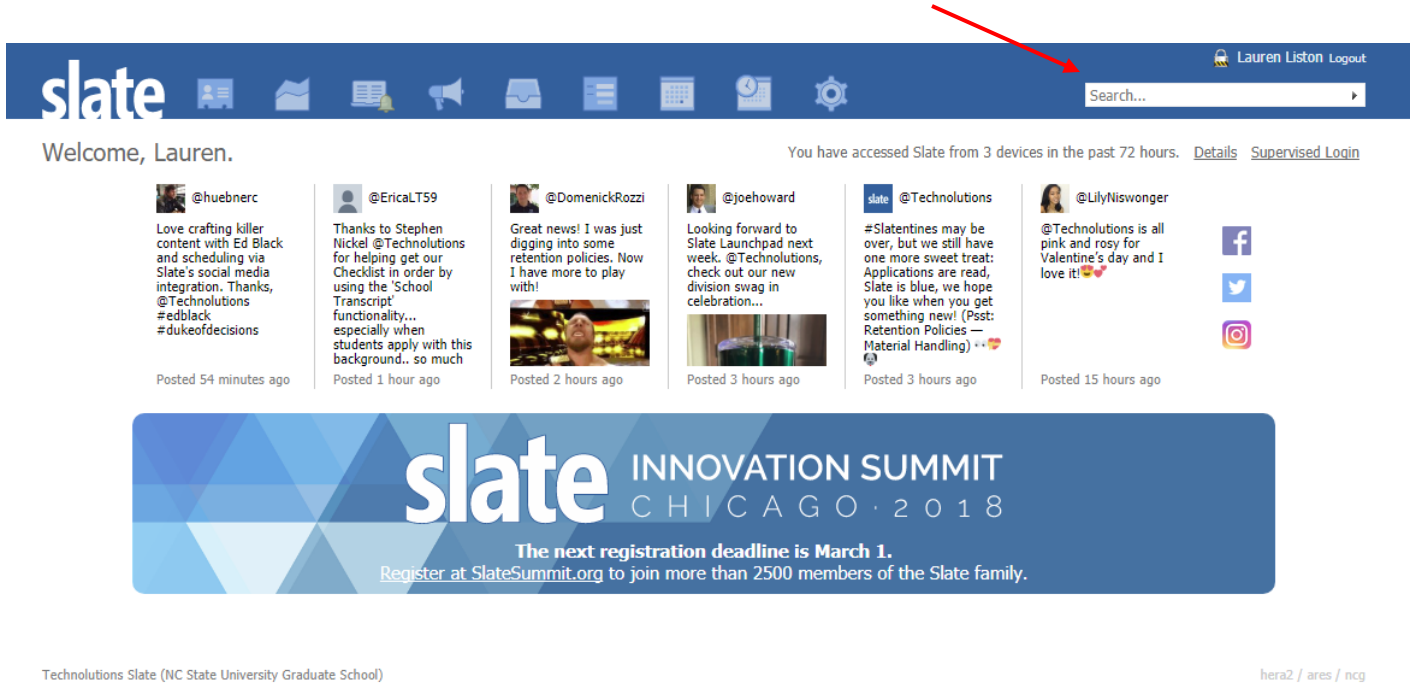 Lauren Liston Logout
slate
Search...
Welcome, Lauren.
You have accessed Slate from 3 devices in the past 72 hours. Details Supervised Login
@huebnerc
Love crafting killer
content with Ed Black
and scheduling via
Slate's social media
integration. Thanks,
@Technolutions
#edblack
#dukeofdecisions
Posted 54 minutes ago
@EricaLT59
Thanks to Stephen
Nickel @Technolutions
for helping get our
Checklist in order by
using the 'School
Transcript'
functionality...
especially when
students apply with this
background.. so much
Posted 1 hour ago
@DomenickRozzi
Great news! I was just
digging into some
retention policies. Now
I have more to play
with!
Posted 2 hours ago
@joehoward
Looking forward to
Slate Launchpad next
week. @Technolutions,
check out our new
division swag in
celebration...
Posted 3 hours ago
slate
@Technolutions
#Slatentines may be
over, but we still have
one more sweet treat:
Applications are read,
Slate is blue, we hope
you like when you get
something new! (Psst:
Retention Policies —
Material Handling) 👀💝
🐶
Posted 3 hours ago
@LilyNiswonger
@Technolutions is all
pink and rosy for
Valentine's day and I
love it!😍💕
Posted 15 hours ago
slate INNOVATION SUMMIT
CHICAGO · 2018
The next registration deadline is March 1.
Register at SlateSummit.org to join more than 2500 members of the Slate family.
Technolutions Slate (NC State University Graduate School)
hera2 / ares / ncg